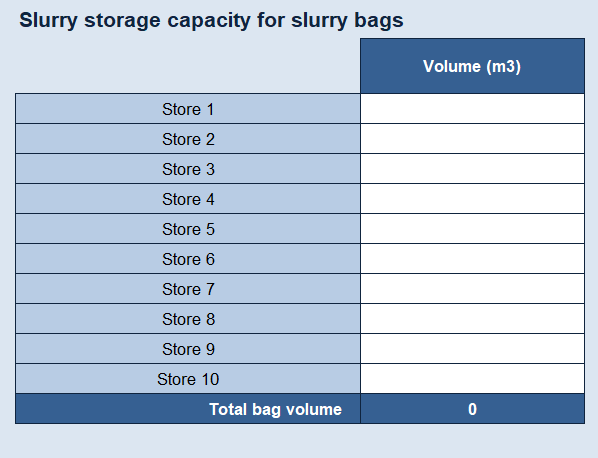 Slurry storage capacity for slurry bags
Volume (m3)
Store 1
Store 2
Store 3
Store 4
Store 5
Store 6
Store 7
Store 8
Store 9
Store 10
Total bag volume 0